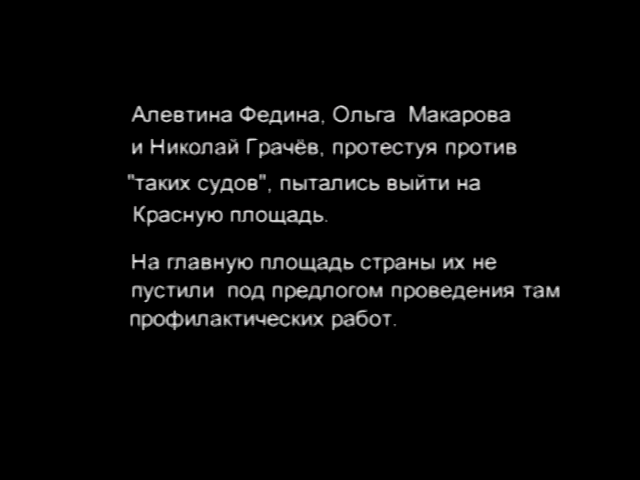 Алевтина Федина, Ольга Макарова
и Николай Грачёв, протестуя против
"таких судов", пытались выйти на
Красную площадь.
На главную площадь страны их не
пустили под предлогом проведения там
профилактических работ.